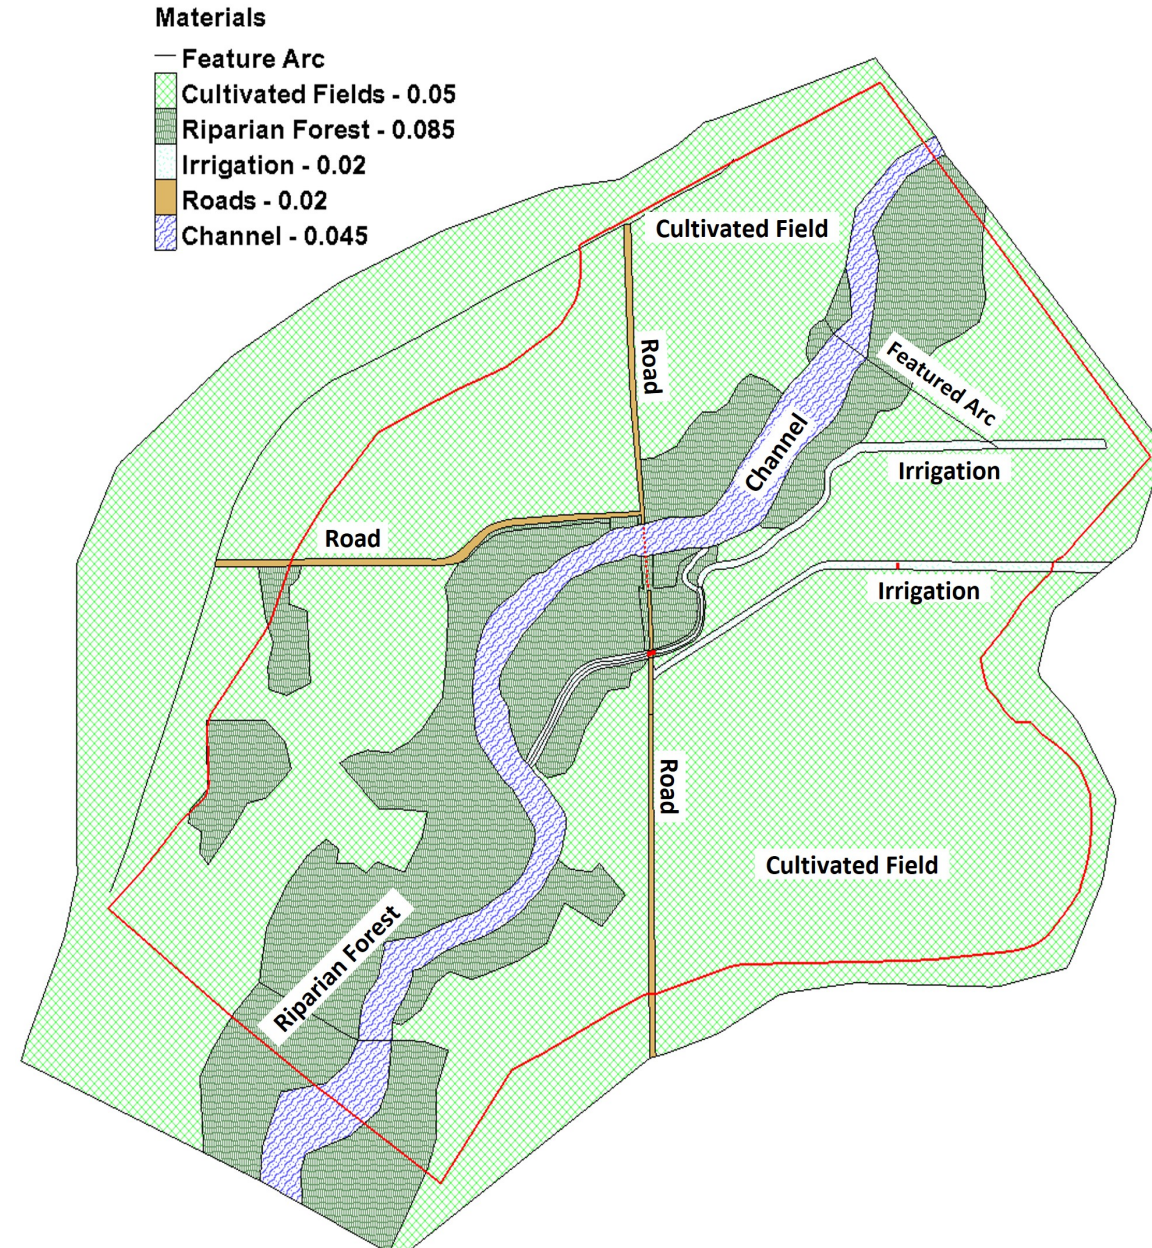 Materials
Feature Arc
Cultivated Fields - 0.05
Riparian Forest - 0.085
Irrigation - 0.02
Roads - 0.02
Channel - 0.045
Cultivated Field
Road
Featured Arc
Channel
Irrigation
Road
Irrigation
Road
Cultivated Field
Riparian Forest